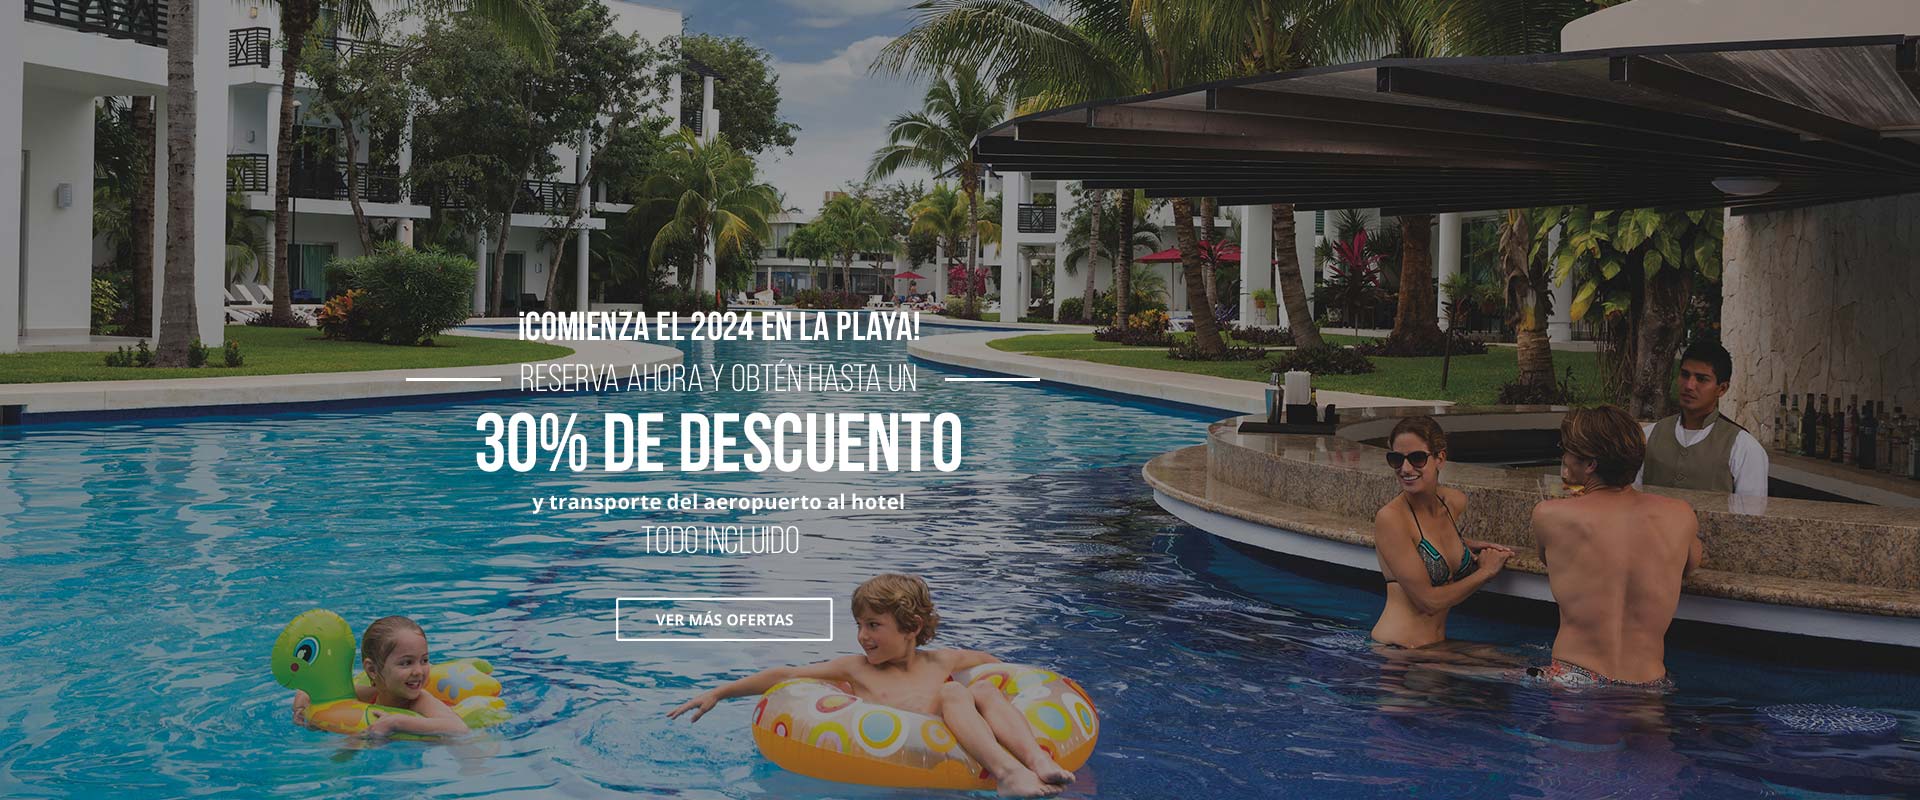 ¡COMIENZA EL 2024 EN LA PLAYA!
RESERVA AHORA Y OBTÉN HASTA UN
30% DE DESCUENTO
y transporte del aeropuerto al hotel
TODO INCLUIDO
VER MÁS OFERTAS